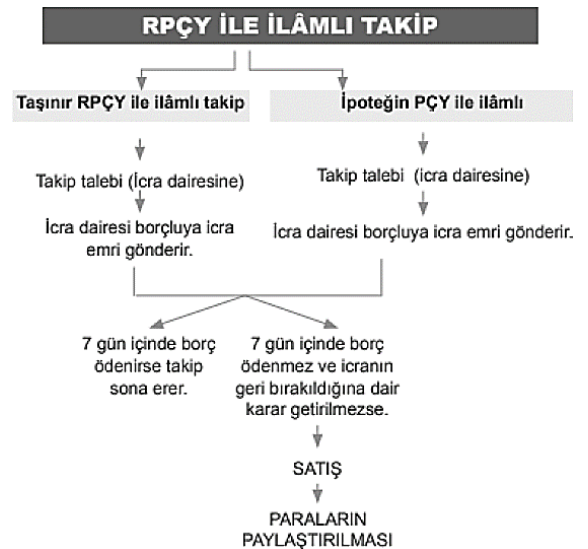 RPÇY İLE İLÂMLI TAKİP
Taşınır RPÇY ile ilâmlı takip
İpoteğin PÇY ile ilâmlı
Takip talebi (İcra dairesine)
Takip talebi (icra dairesine)
İcra dairesi borçluya icra
emri gönderir.
İcra dairesi borçluya icra emri gönderir.
7 gün içinde borç
ödenirse takip
sona erer.
7 gün içinde borç
ödenmez ve icranın
geri bırakıldığına dair
karar getirilmezse.
SATIŞ
PARALARIN
PAYLAŞTIRILMASI